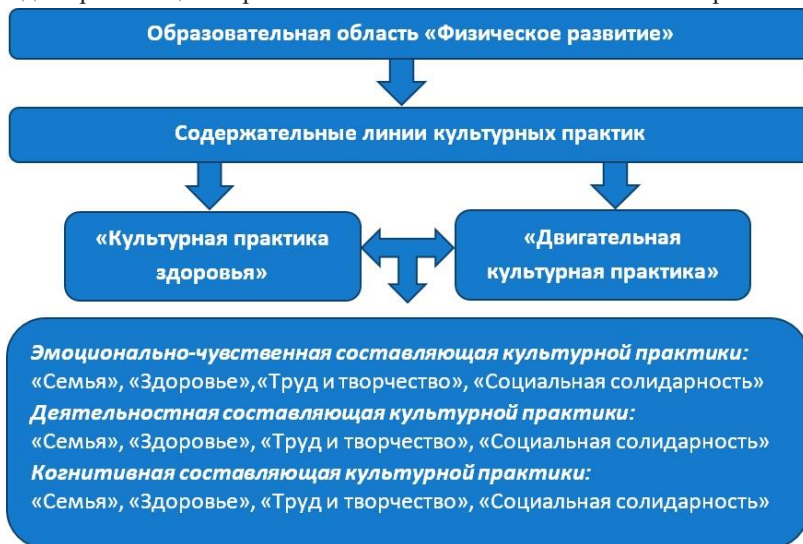 Образовательная область «Физическое развитие»
Содержательные линии культурных практик
«Культурная практика
здоровья»
«Двигательная
культурная практика»
Эмоционально-чувственная составляющая культурной практики:
«Семья», «Здоровье»,«Труд и творчество», «Социальная солидарность»
Деятельностная составляющая культурной практики:
«Семья», «Здоровье», «Труд и творчество», «Социальная солидарность»
Когнитивная составляющая культурной практики:
«Семья», «Здоровье», «Труд и творчество», «Социальная солидарность»